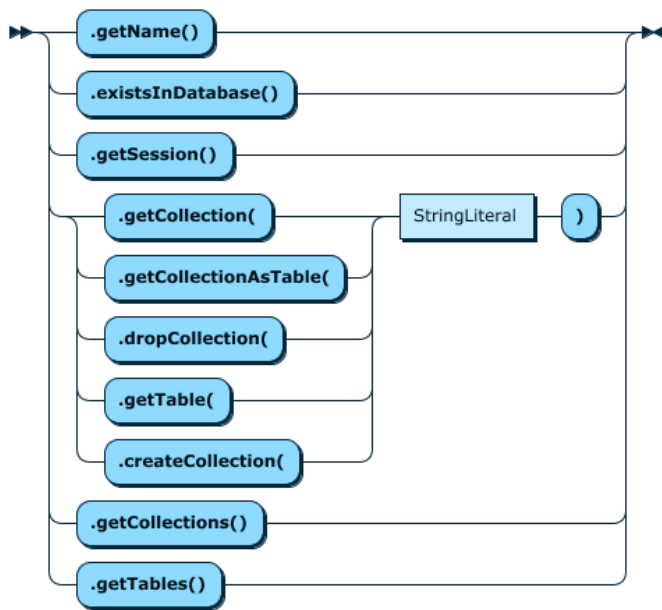 .getName()
.existsInDatabase()
.getSession()
.getCollection( StringLiteral )
.getCollectionAsTable(
.dropCollection(
.getTable(
.createCollection(
.getCollections()
.getTables()